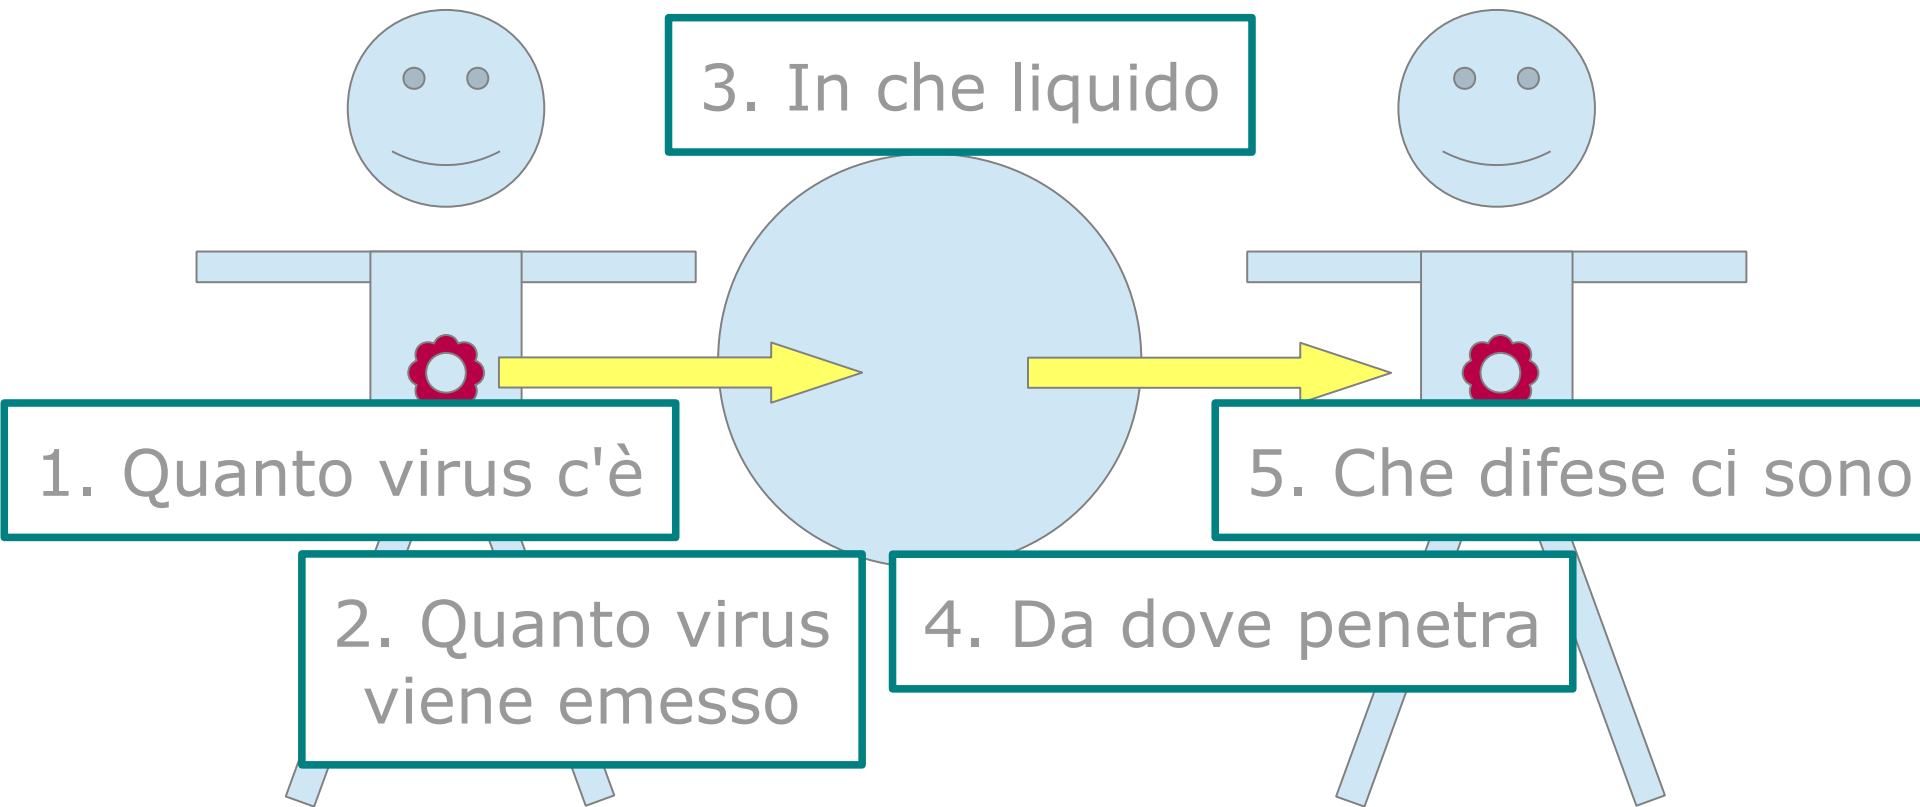 3. In che liquido
1. Quanto virus c'è
5. Che difese ci sono
2. Quanto virus
viene emesso
4. Da dove penetra